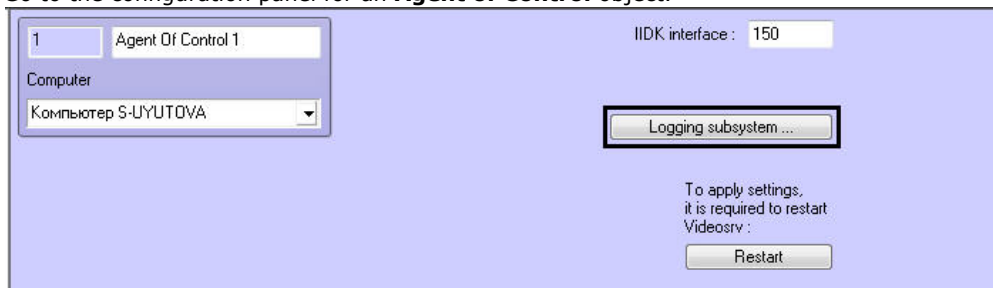 Go to the configuration panel for an Agent of Control object.
1 Agent Of Control 1
Computer
Компьютер S-UYUTOVA
IIDK interface : 150
Logging subsystem ...
To apply settings,
it is required to restart
Videosrv :
Restart